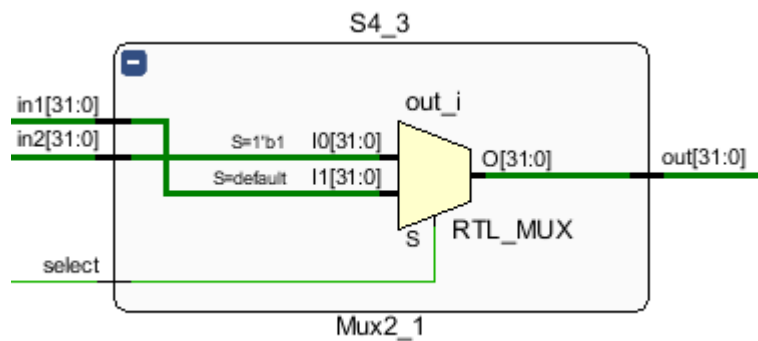 S4_3
in1[31:0]
in2[31:0]
select
out_i
S=1'b1 I0[31:0]
S=default I1[31:0]
S
O[31:0]
RTL_MUX
out[31:0]
Mux2_1